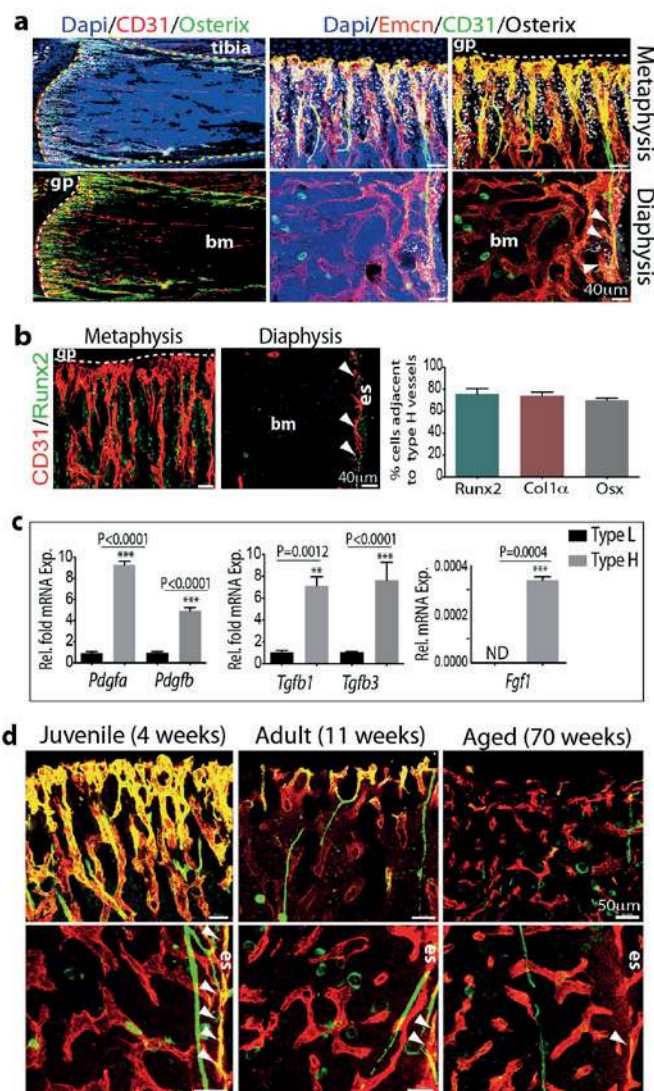 a
Dapi/CD31/Osterix
Dapi/Emcn/CD31/Osterix
tibia
gp
Metaphysis
gp
bm
bm
40µm
Diaphysis
b
Metaphysis
Diaphysis
CD31/Runx2
gp
bm
es
40µm
% cells adjacent
to type H vessels
100
80
60
40
20
0
Runx2
Col1α
Osx
c
Type L
Type H
Rel. fold mRNA Exp.
10
8
6
4
2
0
P<0.0001
***
P<0.0001
***
Pdgfa
Pdgfb
Rel. fold mRNA Exp.
10
8
6
4
2
0
P=0.0012
**
P<0.0001
***
Tgfb1
Tgfb3
Rel. mRNA Exp.
0.0004
0.0002
0.0000
P=0.0004
***
ND
Fgf1
d
Juvenile (4 weeks)
Adult (11 weeks)
Aged (70 weeks)
50µm
es
es
es